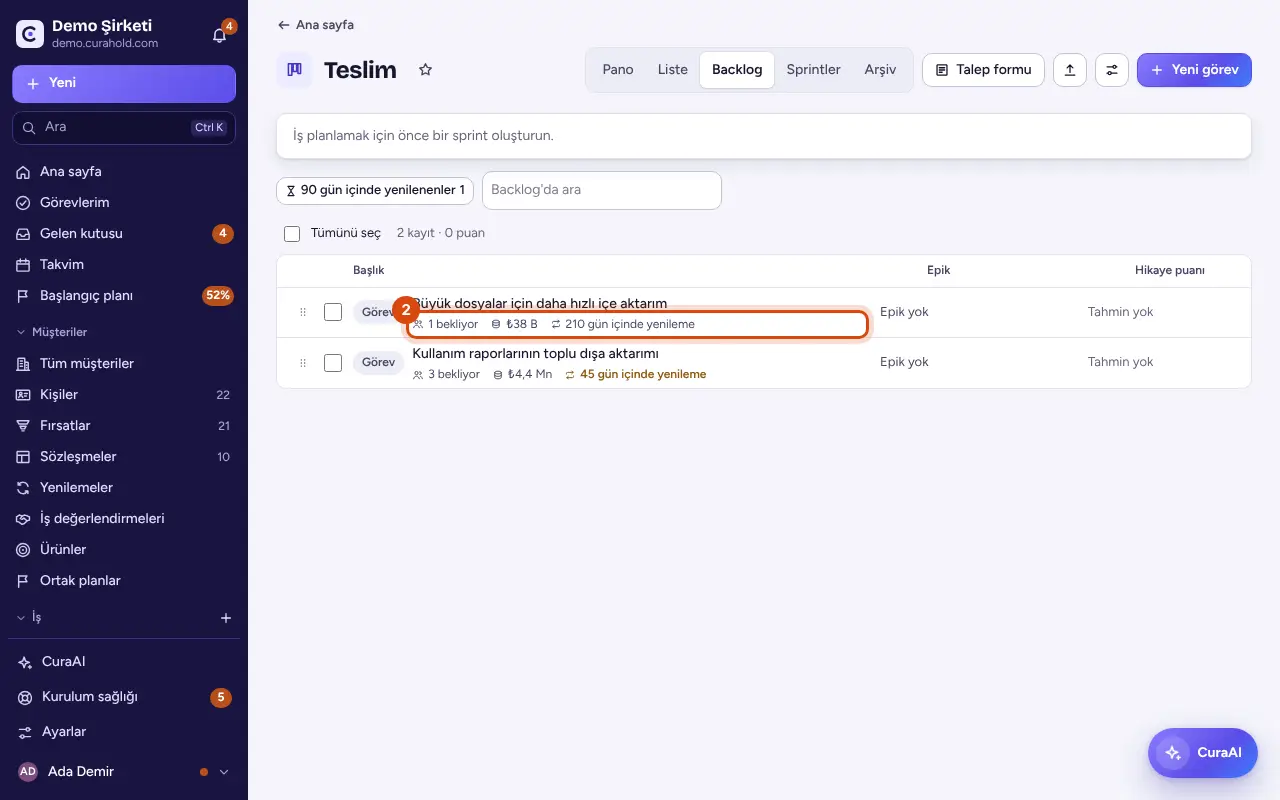 Demo Şirketi
demo.curahold.com
4
Yeni
Ara
Ctrl K
Ana sayfa
Görevlerim
Gelen kutusu
4
Takvim
Başlangıç planı
52%
Müşteriler
Tüm müşteriler
Kişiler
22
Fırsatlar
21
Sözleşmeler
10
Yenilemeler
İş değerlendirmeleri
Ürünler
Ortak planlar
İş
CuraAI
Kurulum sağlığı
5
Ayarlar
AD
Ada Demir
Ana sayfa
Teslim
Pano
Liste
Backlog
Sprintler
Arşiv
Talep formu
Yeni görev
İş planlamak için önce bir sprint oluşturun.
90 gün içinde yenilenenler 1
Backlog'da ara
Tümünü seç
2 kayıt · 0 puan
Başlık
Epik
Hikaye puanı
Görev
2
Büyük dosyalar için daha hızlı içe aktarım
1 bekliyor
₺38 B
210 gün içinde yenileme
Epik yok
Tahmin yok
Görev
Kullanım raporlarının toplu dışa aktarımı
3 bekliyor
₺4,4 Mn
45 gün içinde yenileme
Epik yok
Tahmin yok
CuraAI